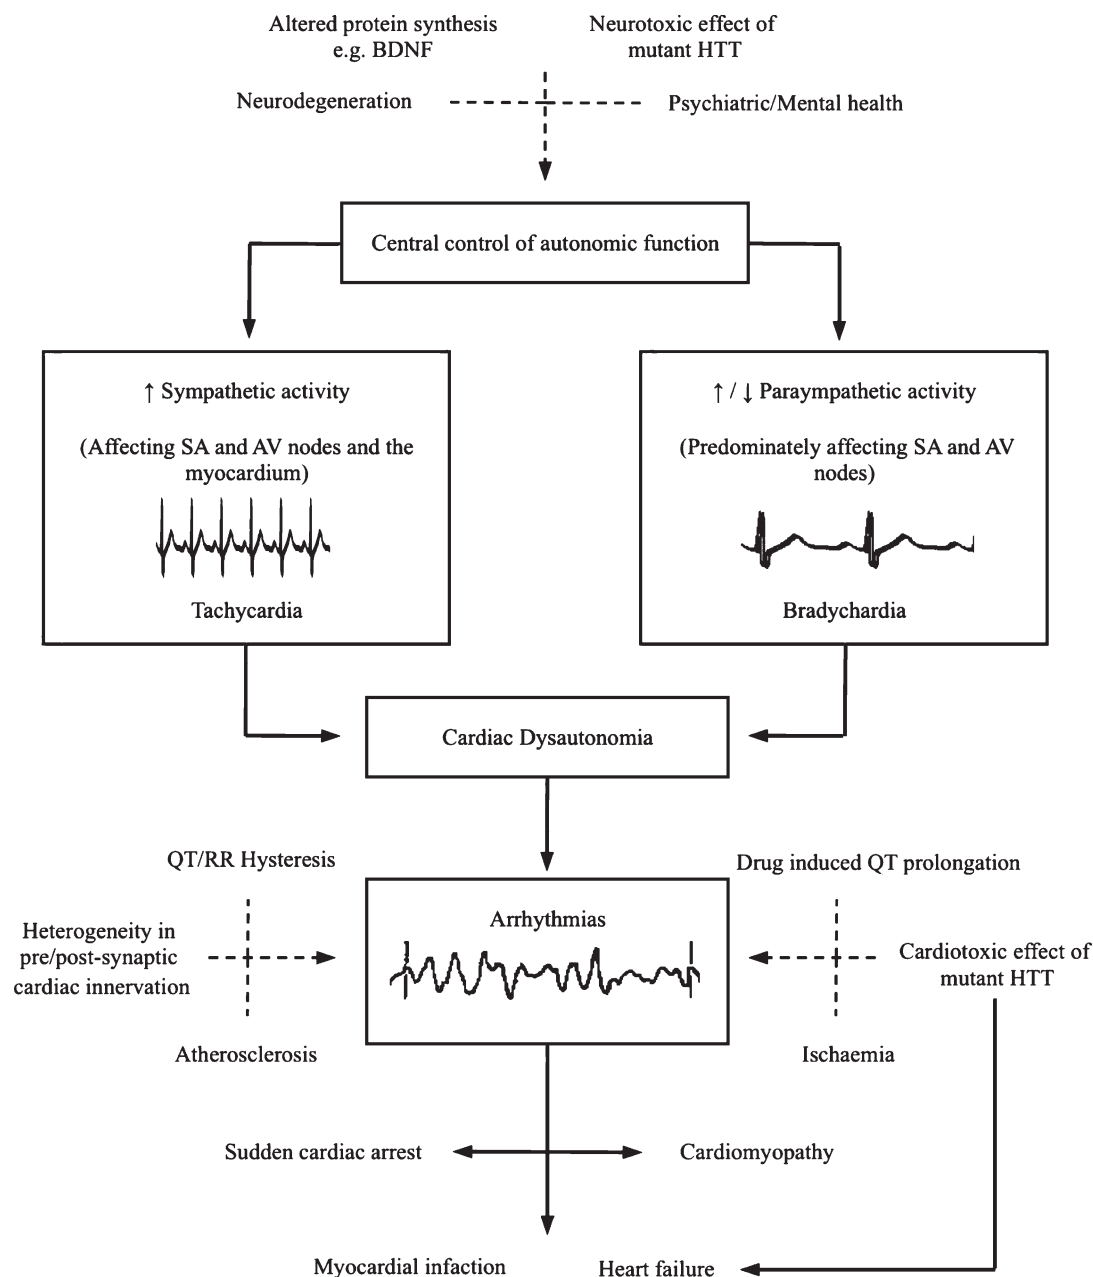 Altered protein synthesis
e.g. BDNF
Neurotoxic effect of
mutant HTT
Neurodegeneration
Psychiatric/Mental health
Central control of autonomic function
↑ Sympathetic activity
(Affecting SA and AV nodes and the
myocardium)
Tachycardia
↑ / ↓ Paraympathetic activity
(Predominately affecting SA and AV
nodes)
Bradychardia
Cardiac Dysautonomia
QT/RR Hysteresis
Heterogeneity in
pre/post-synaptic
cardiac innervation
Atherosclerosis
Arrhythmias
Drug induced QT prolongation
Cardiotoxic effect of
mutant HTT
Ischaemia
Sudden cardiac arrest
Cardiomyopathy
Myocardial infaction
Heart failure